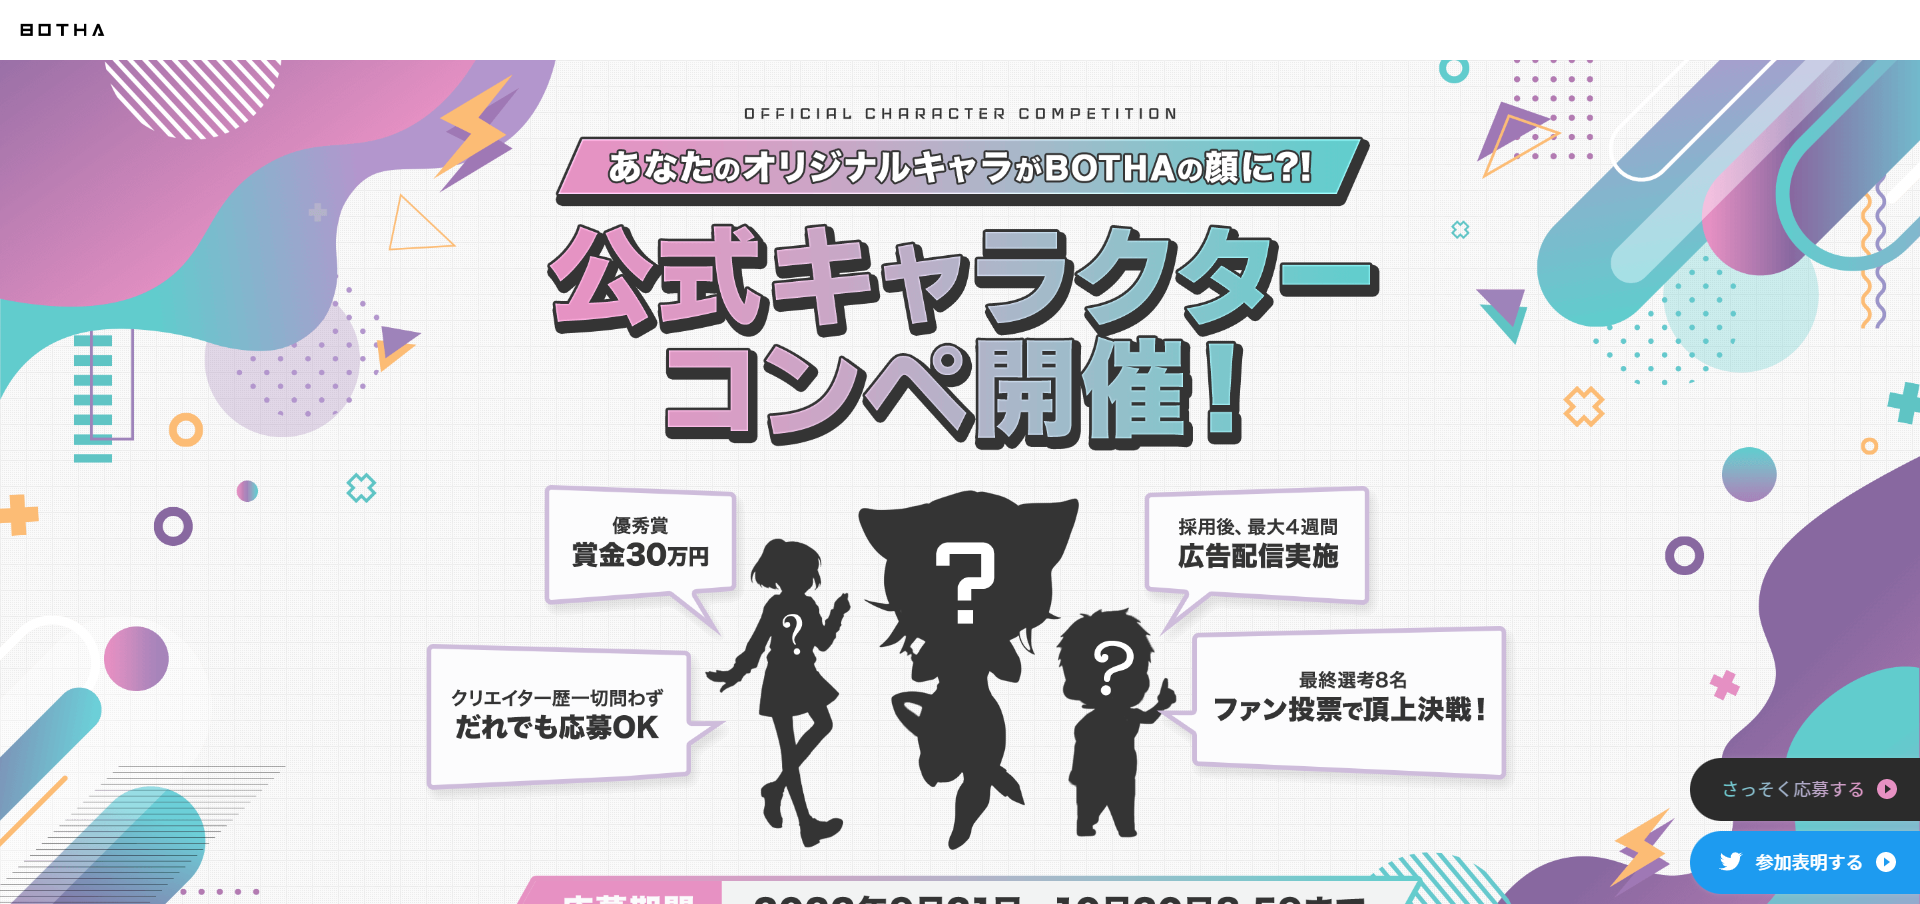 BOTHA
OFFICIAL CHARACTER COMPETITION
あなたのオリジナルキャラがBOTHAの顔に?!
公式キャラクター
コンペ開催!
優秀賞
賞金30万円
採用後、最大4週間
広告配信実施
クリエイター歴一切問わず
だれでも応募OK
最終選考8名
ファン投票で頂上決戦!
?
?
?
さっそく応募する
参加表明する
応募期間